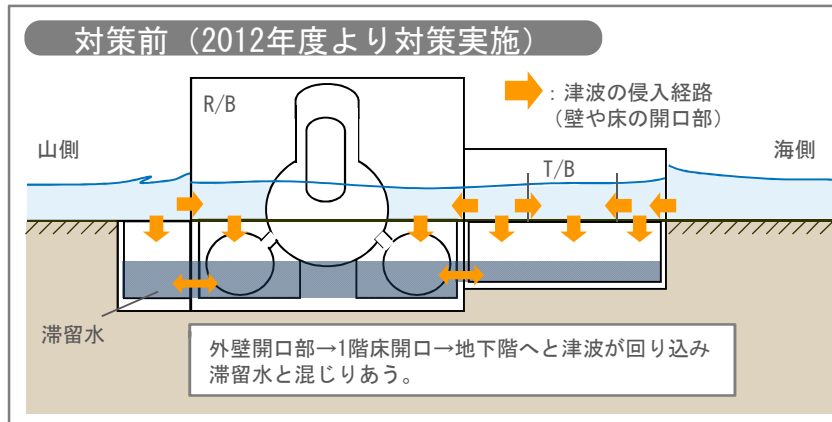 対策前（2012年度より対策実施）
R/B
：津波の侵入経路
（壁や床の開口部）
山側
T/B
海側
滞留水
外壁開口部→1階床開口→地下階へと津波が回り込み
滞留水と混じりあう。